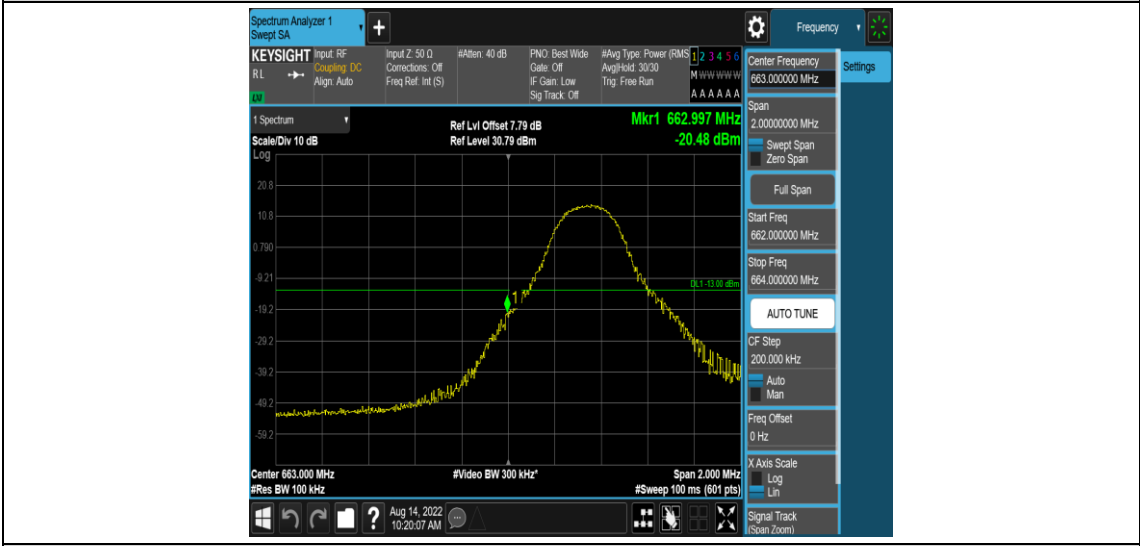 Spectrum Analyzer 1
Swept SA
+
Frequency
KEYSIGHT
R L
Input: RF
Coupling: DC
Align: Auto
Input Z: 50 Ω
Corrections: Off
Freq Ref: Int (S)
#Atten: 40 dB
PNO: Best Wide
Gate: Off
IF Gain: Low
Sig Track: Off
#Avg Type: Power (RMS
Avg|Hold: 30/30
Trig: Free Run
1 2 3 4 5 6
M W W W W W
A A A A A A
1 Spectrum
Scale/Div 10 dB
Log
Ref Lvl Offset 7.79 dB
Ref Level 30.79 dBm
Mkr1 662.997 MHz
-20.48 dBm
20.8
10.8
0.790
-9.21
-19.2
-29.2
-39.2
-49.2
-59.2
DL1 -13.00 dBm
1
Center 663.000 MHz
#Res BW 100 kHz
#Video BW 300 kHz*
Span 2.000 MHz
#Sweep 100 ms (601 pts)
?
Aug 14, 2022
10:20:07 AM
Center Frequency
663.000000 MHz
Settings
Span
2.00000000 MHz
Swept Span
Zero Span
Full Span
Start Freq
662.000000 MHz
Stop Freq
664.000000 MHz
AUTO TUNE
CF Step
200.000 kHz
Auto
Man
Freq Offset
0 Hz
X Axis Scale
Log
Lin
Signal Track
(Span Zoom)